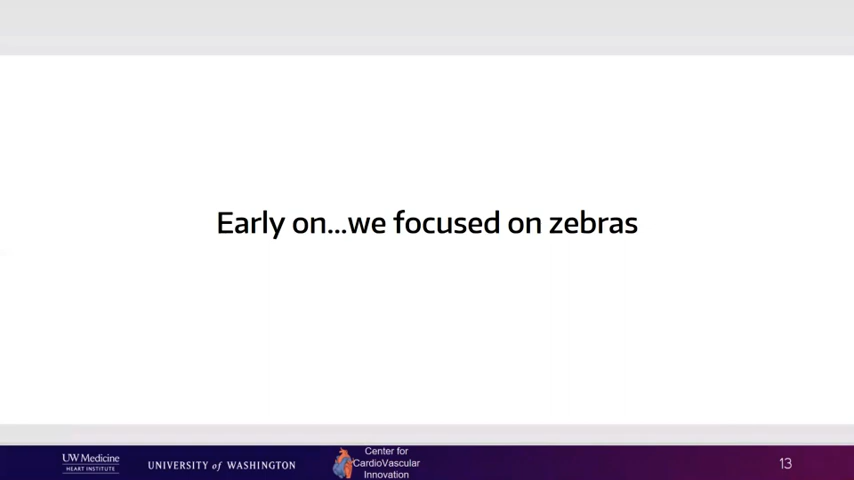 Early on...we focused on zebras
UW Medicine
HEART INSTITUTE
UNIVERSITY of WASHINGTON
Center for
CardioVascular
Innovation
13